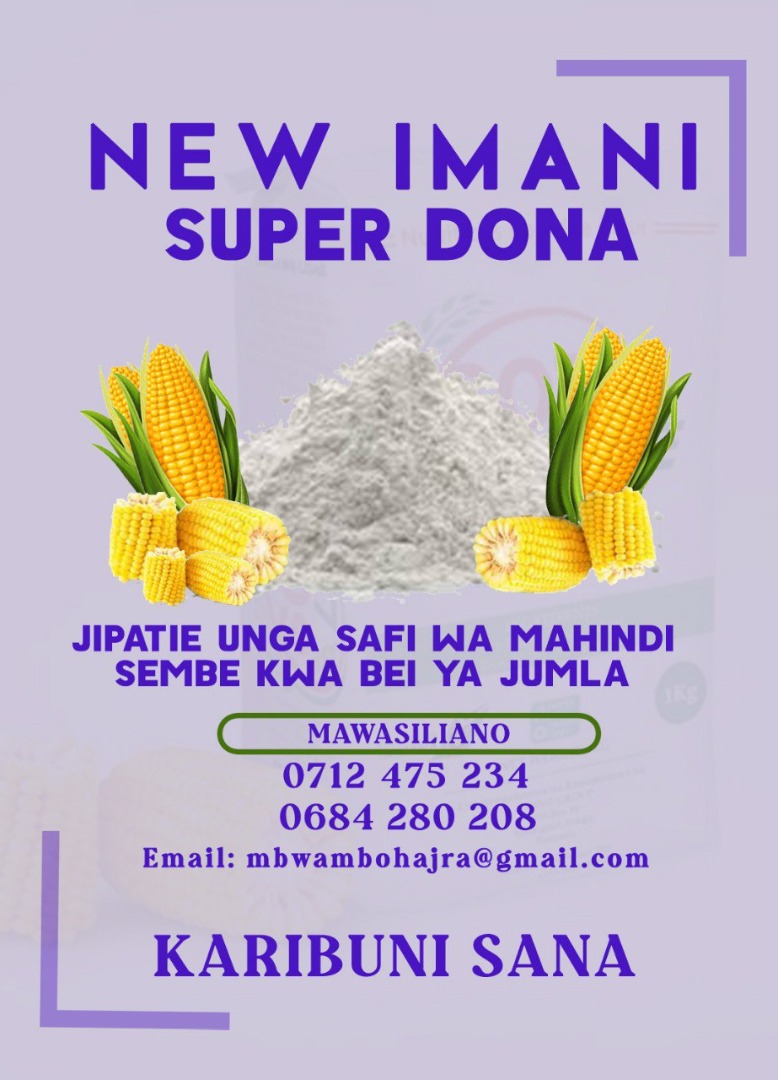 NEW IMANI
SUPER DONA
JIPATIE UNGA SAFI WA MAHINDI
SEMBE KWA BEI YA JUMLA
1Kg
MAWASILIANO
0712 475 234
0684 280 208
Email: mbwambohajra@gmail.com
KARIBUNI SANA